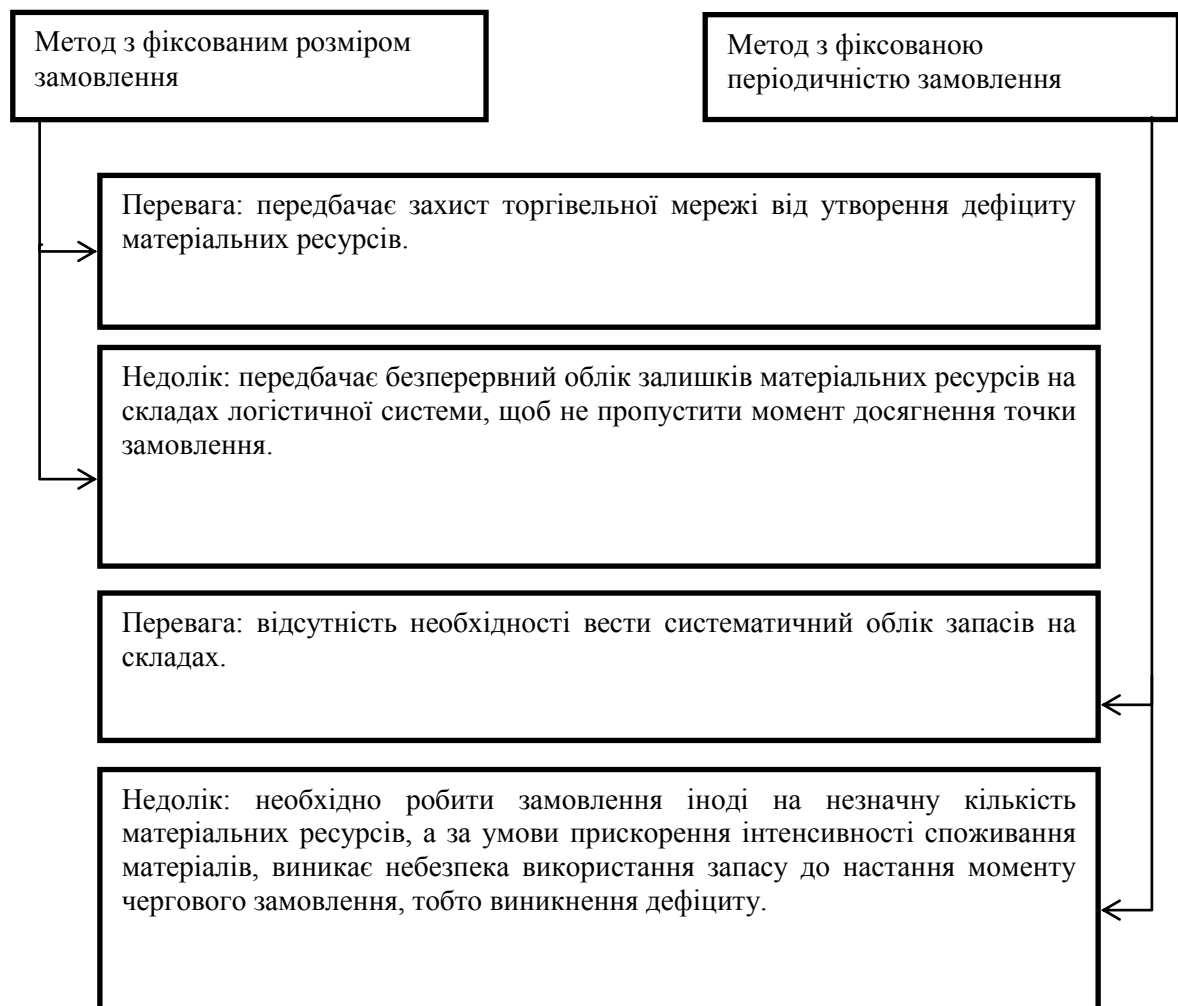 Метод з фіксованим розміром
замовлення
Метод з фіксованою
періодичністю замовлення
Перевага: передбачає захист торгівельної мережі від утворення дефіциту
матеріальних ресурсів.
Недолік: передбачає безперервний облік залишків матеріальних ресурсів на
складах логістичної системи, щоб не пропустити момент досягнення точки
замовлення.
Перевага: відсутність необхідності вести систематичний облік запасів на
складах.
Недолік: необхідно робити замовлення іноді на незначну кількість
матеріальних ресурсів, а за умови прискорення інтенсивності споживання
матеріалів, виникає небезпека використання запасу до настання моменту
чергового замовлення, тобто виникнення дефіциту.